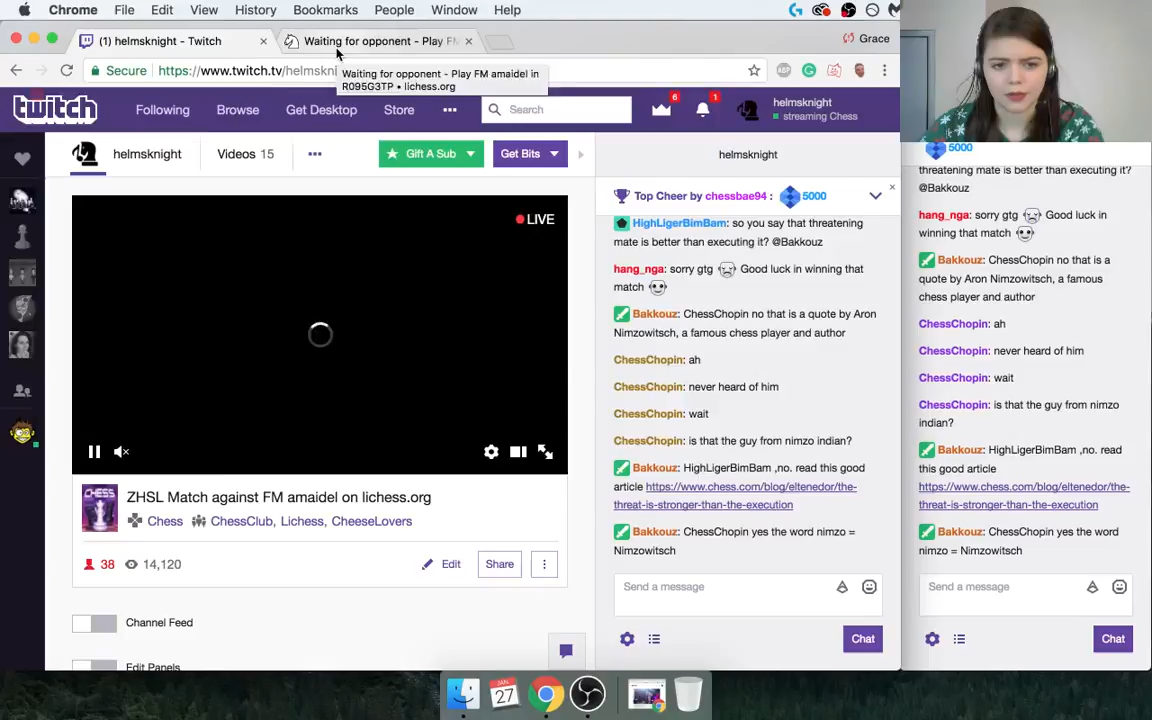 Chrome File Edit View History Bookmarks People Window Help
(1) helmsknight - Twitch
Waiting for opponent - Play FM
Grace
Secure https://www.twitch.tv/helmskni
Waiting for opponent - Play FM amaidel in
R095G3TP • lichess.org
twitch Following Browse Get Desktop Store ••• Search 6 1 helmsknight
streaming Chess
helmsknight Videos 15 ••• Gift A Sub Get Bits
LIVE
CHESS
ZHSL Match against FM amaidel on lichess.org
Chess ChessClub, Lichess, CheeseLovers
38 14,120 Edit Share
Channel Feed
Edit Panels
helmsknight
Top Cheer by chessbae94 : 5000
HighLigerBimBam: so you say that threatening
mate is better than executing it? @Bakkouz
hang_nga: sorry gtg Good luck in winning that
match
Bakkouz: ChessChopin no that is a quote by Aron
Nimzowitsch, a famous chess player and author
ChessChopin: ah
ChessChopin: never heard of him
ChessChopin: wait
ChessChopin: is that the guy from nimzo indian?
Bakkouz: HighLigerBimBam ,no. read this good
article https://www.chess.com/blog/eltenedor/the-
threat-is-stronger-than-the-execution
Bakkouz: ChessChopin yes the word nimzo =
Nimzowitsch
Send a message
Chat
5000
threatening mate is better than executing it?
@Bakkouz
hang_nga: sorry gtg Good luck in
winning that match
Bakkouz: ChessChopin no that is a
quote by Aron Nimzowitsch, a famous
chess player and author
ChessChopin: ah
ChessChopin: never heard of him
ChessChopin: wait
ChessChopin: is that the guy from nimzo
indian?
Bakkouz: HighLigerBimBam ,no. read
this good article
https://www.chess.com/blog/eltenedor/the-
threat-is-stronger-than-the-execution
Bakkouz: ChessChopin yes the word
nimzo = Nimzowitsch
Send a message
Chat
JAN
27